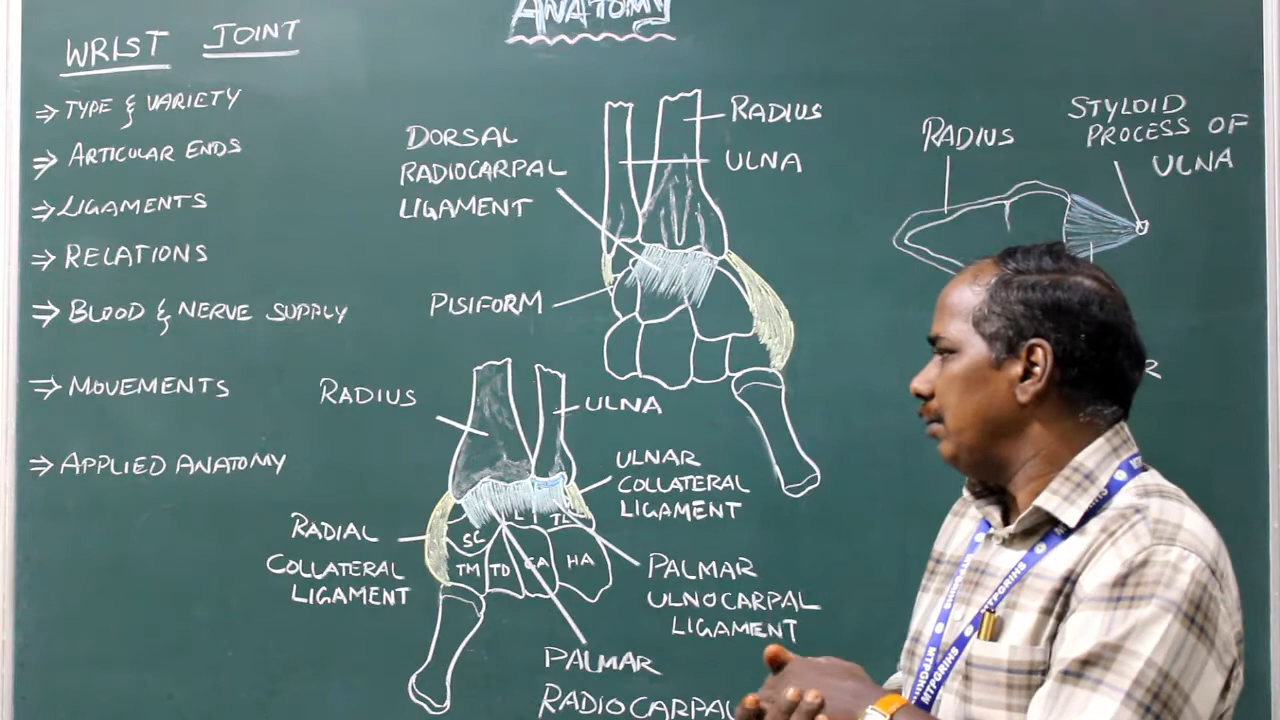 ANATOMY
WRIST JOINT
⇒ TYPE & VARIETY
⇒ ARTICULAR ENDS
⇒ LIGAMENTS
⇒ RELATIONS
⇒ BLOOD & NERVE SUPPLY
⇒ MOVEMENTS
⇒ APPLIED ANATOMY
DORSAL
RADIOCARPAL
LIGAMENT
RADIUS
ULNA
PISIFORM
RADIUS
STYLOID
PROCESS OF
ULNA
RADIUS
ULNA
ULNAR
COLLATERAL
LIGAMENT
RADIAL
COLLATERAL
LIGAMENT
SC
L
TM
TD
CA
HA
PALMAR
ULNOCARPAL
LIGAMENT
PALMAR
RADIOCARPAL
R
MTPGRIHS
MTPGRIHS